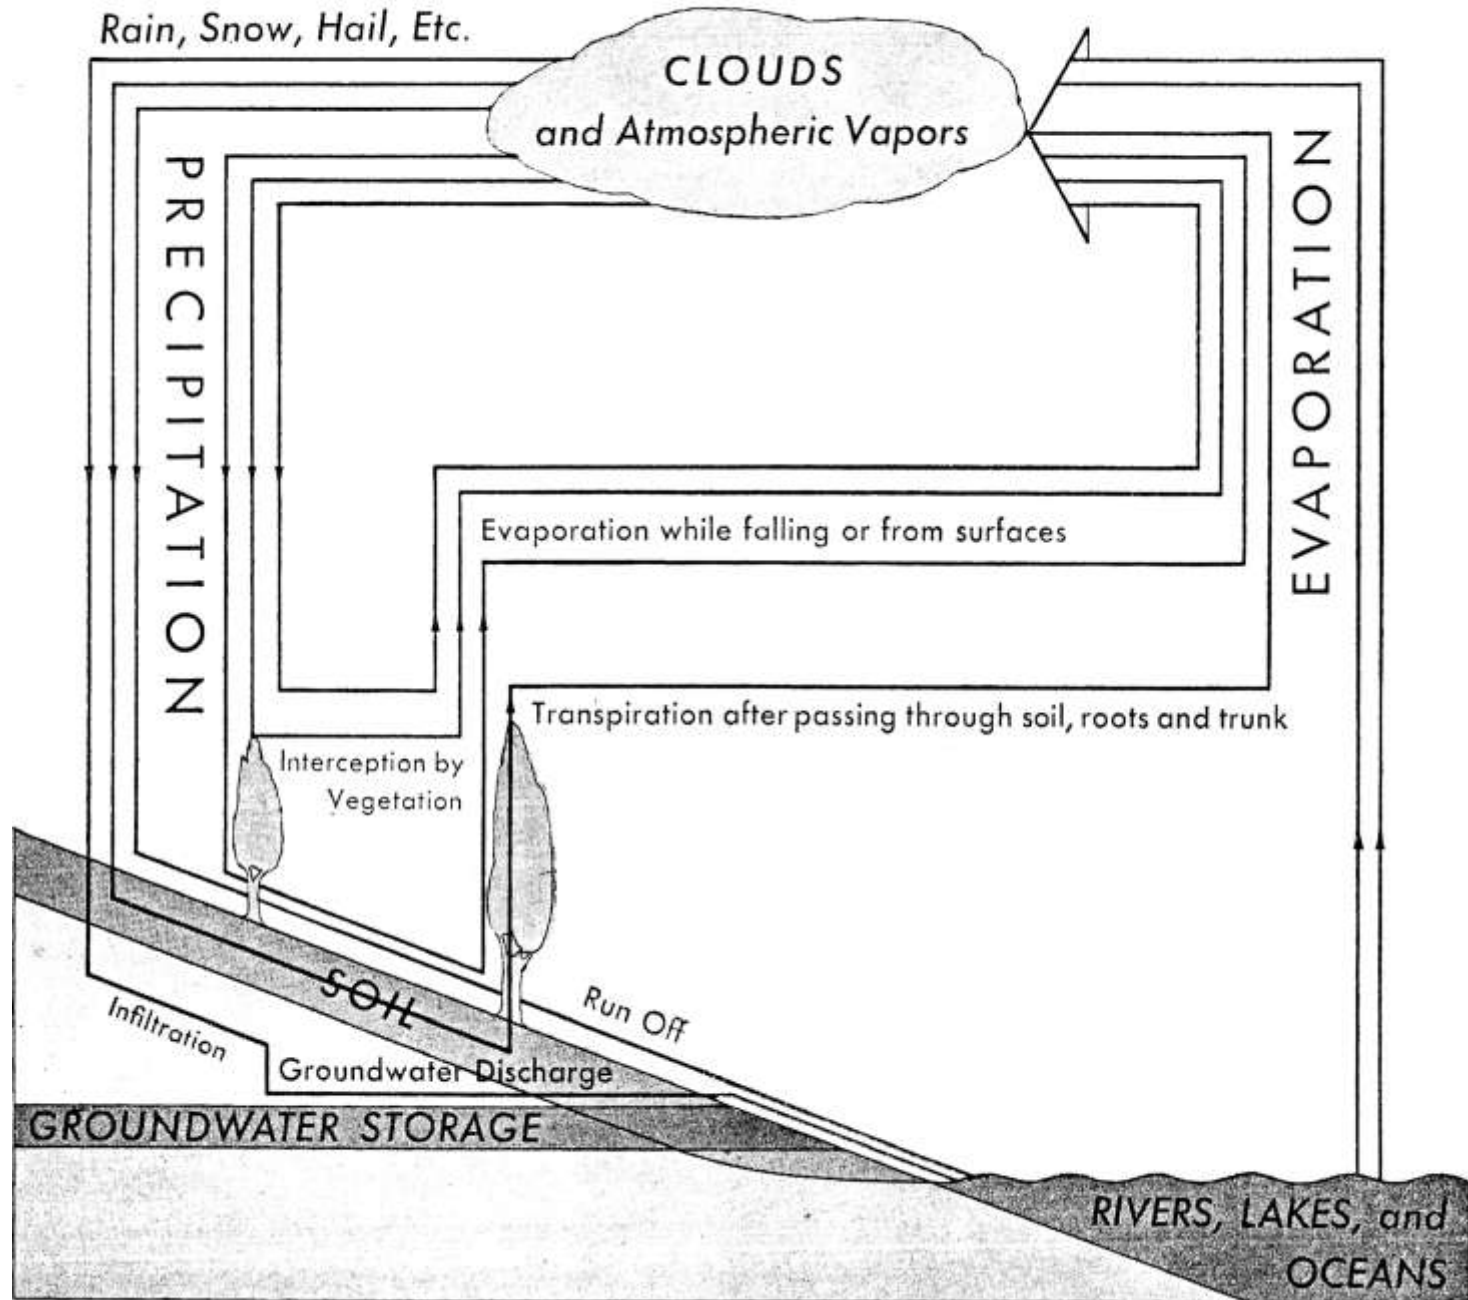 Rain, Snow, Hail, Etc.
CLOUDS
and Atmospheric Vapors
PRECIPITATION
EVAPORATION
Evaporation while falling or from surfaces
Transpiration after passing through soil, roots and trunk
Interception by
Vegetation
SOIL
Run Off
Infiltration
Groundwater Discharge
GROUNDWATER STORAGE
RIVERS, LAKES, and
OCEANS